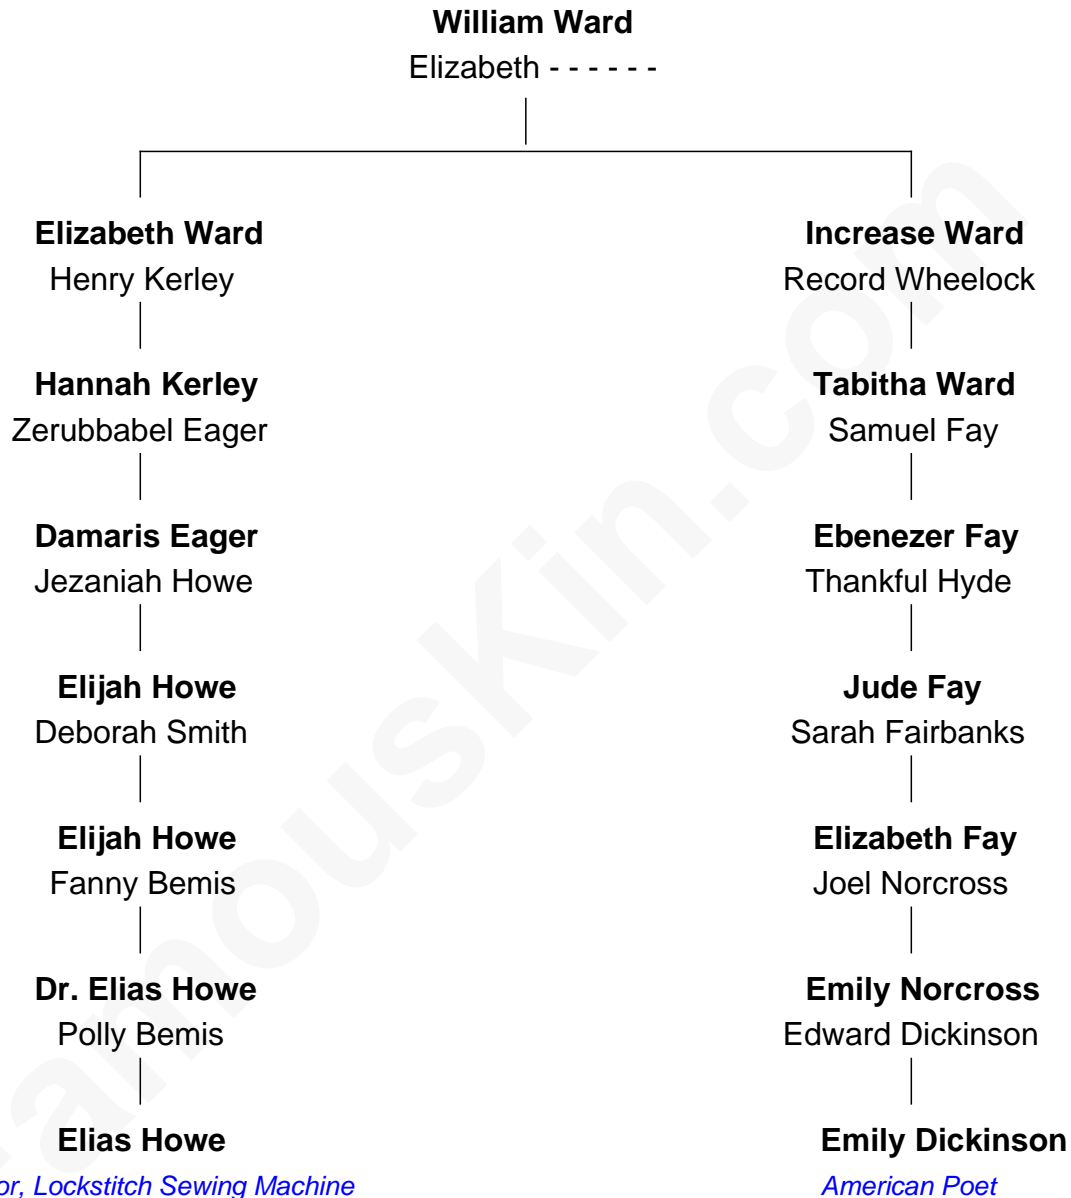 William Ward
Elizabeth - - - - - -
Elizabeth Ward
Henry Kerley
Hannah Kerley
Zerubbabel Eager
Damaris Eager
Jezaniah Howe
Elijah Howe
Deborah Smith
Elijah Howe
Fanny Bemis
Dr. Elias Howe
Polly Bemis
Elias Howe
or, Lockstitch Sewing Machine
Increase Ward
Record Wheelock
Tabitha Ward
Samuel Fay
Ebenezer Fay
Thankful Hyde
Jude Fay
Sarah Fairbanks
Elizabeth Fay
Joel Norcross
Emily Norcross
Edward Dickinson
Emily Dickinson
American Poet
famousKin.com